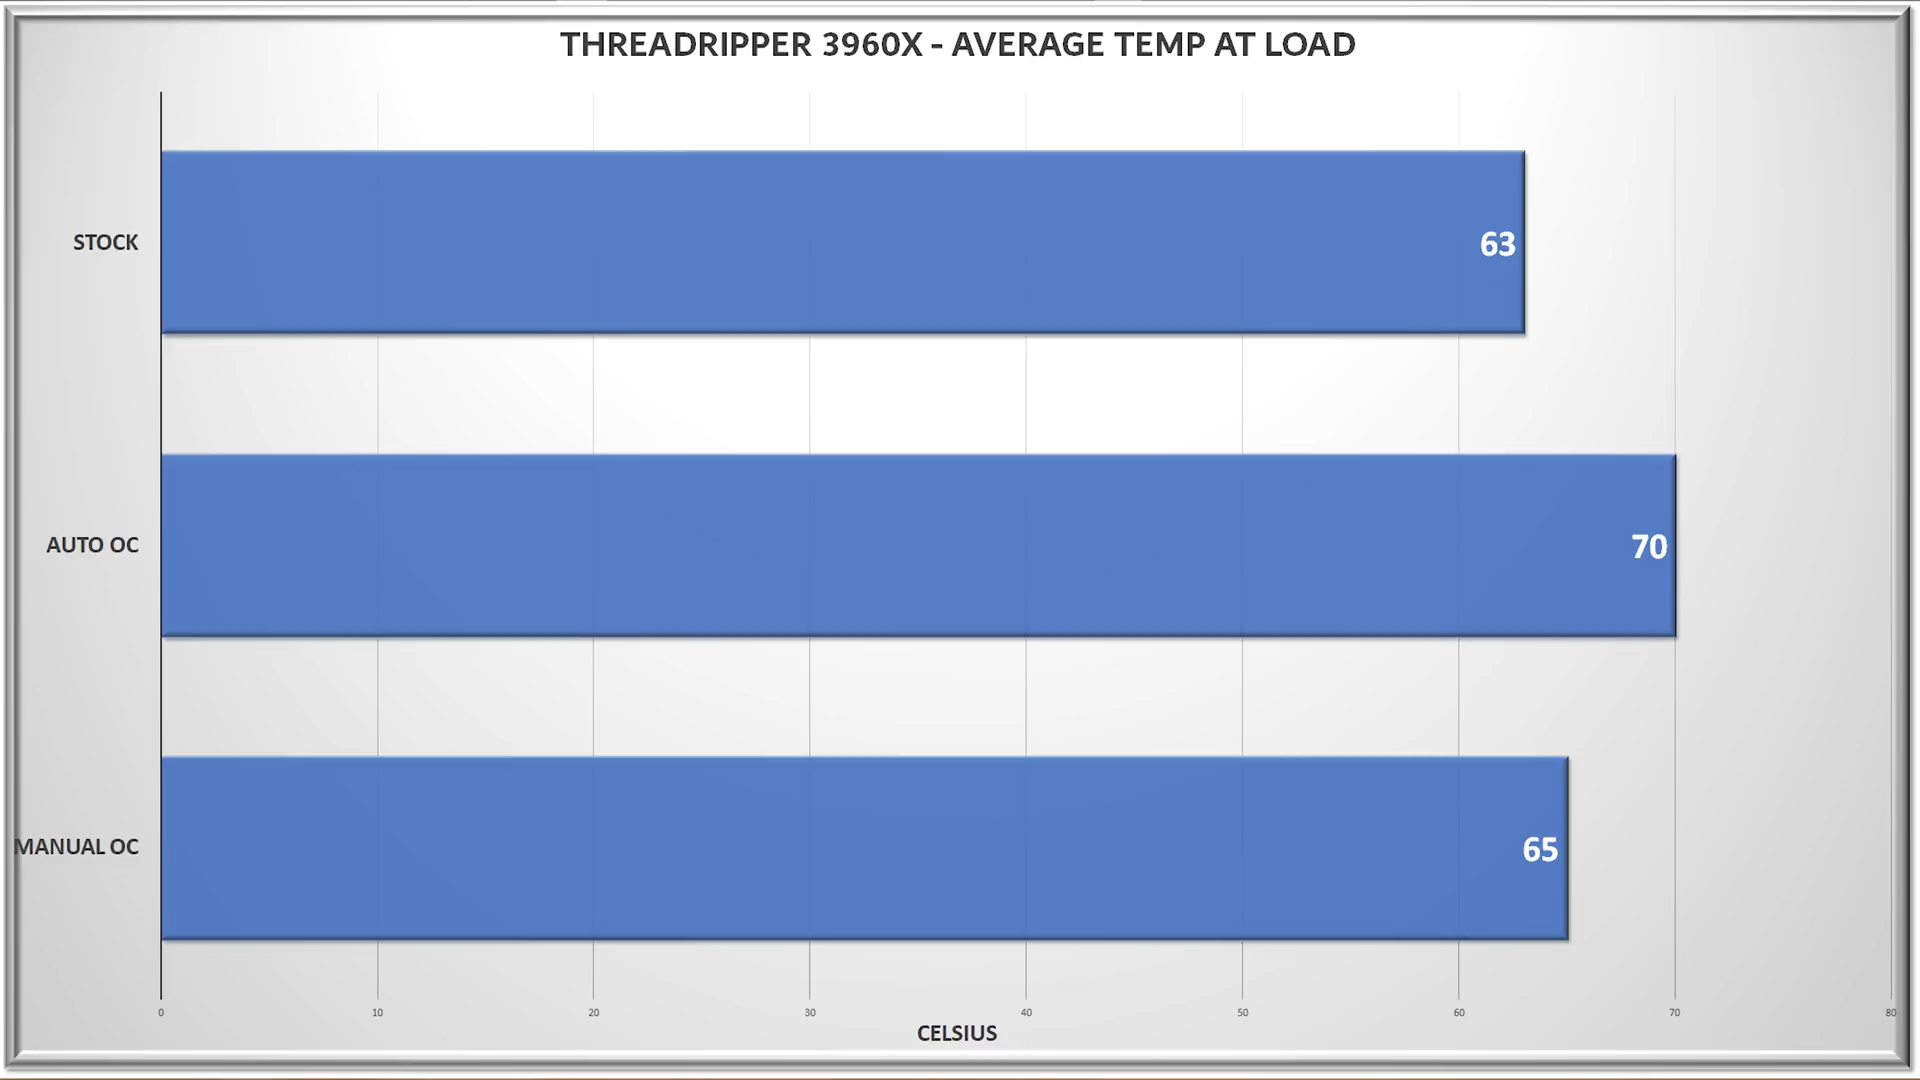 THREADRIPPER 3960X - AVERAGE TEMP AT LOAD
STOCK
63
AUTO OC
70
MANUAL OC
65
0 10 20 30 40 50 60 70 80
CELSIUS